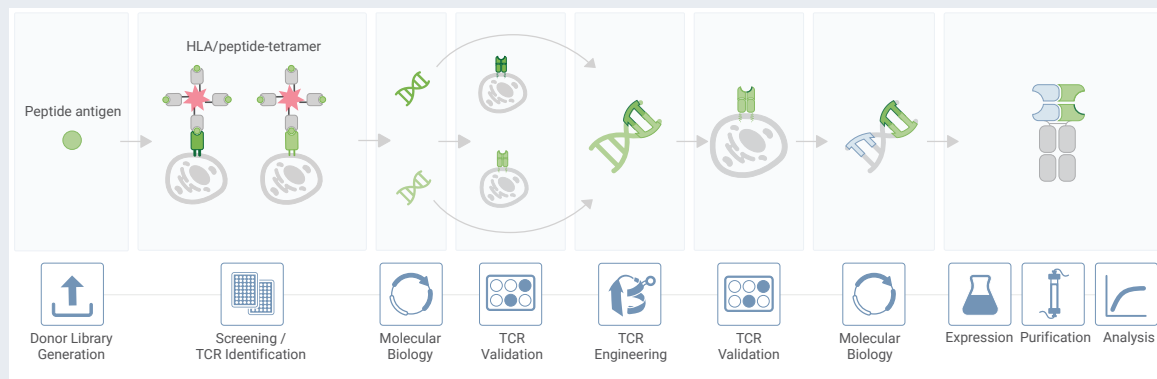 HLA/peptide-tetramer
Peptide antigen
Donor Library
Generation
Screening /
TCR Identification
Molecular
Biology
TCR
Validation
TCR
Engineering
TCR
Validation
Molecular
Biology
Expression
Purification
Analysis